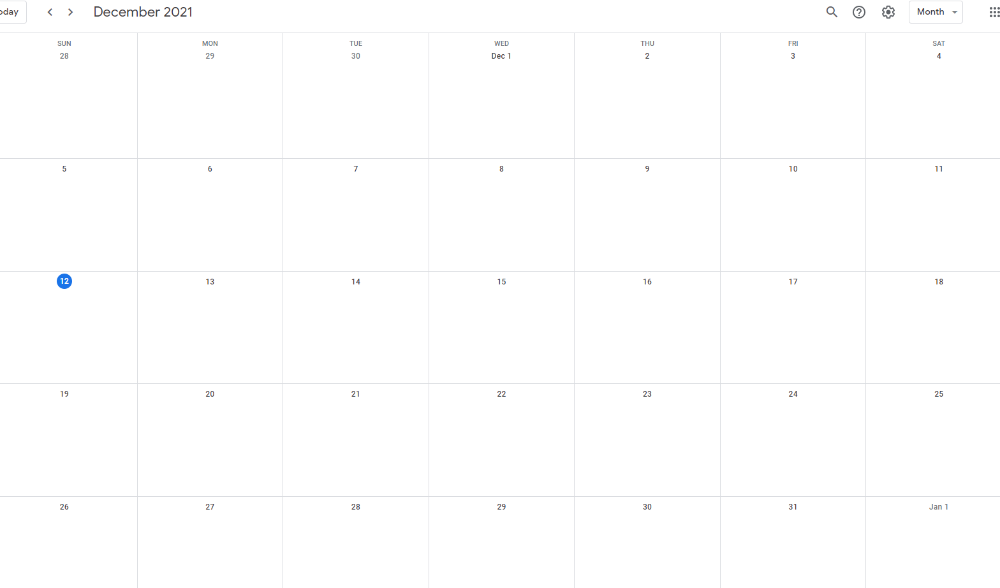 oday December 2021 Month
SUN MON TUE WED THU FRI SAT
28 29 30 Dec 1 2 3 4
5 6 7 8 9 10 11
12 13 14 15 16 17 18
19 20 21 22 23 24 25
26 27 28 29 30 31 Jan 1